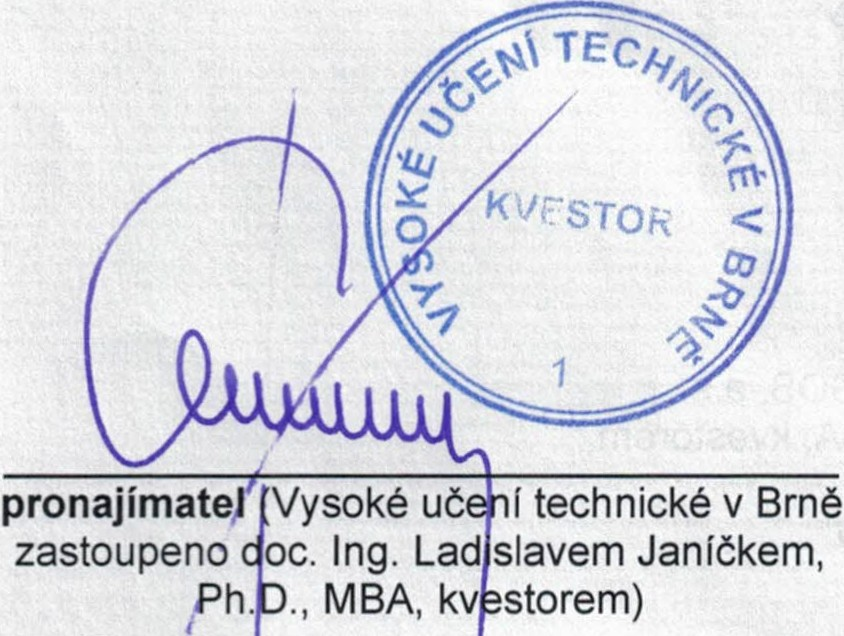 VYSOKÉ UČENÍ TECHNICKÉ V BRNĚ
KVESTOR
1
pronajímatel (Vysoké učení technické v Brně
zastoupeno doc. Ing. Ladislavem Janíčkem,
Ph.D., MBA, kvestorem)